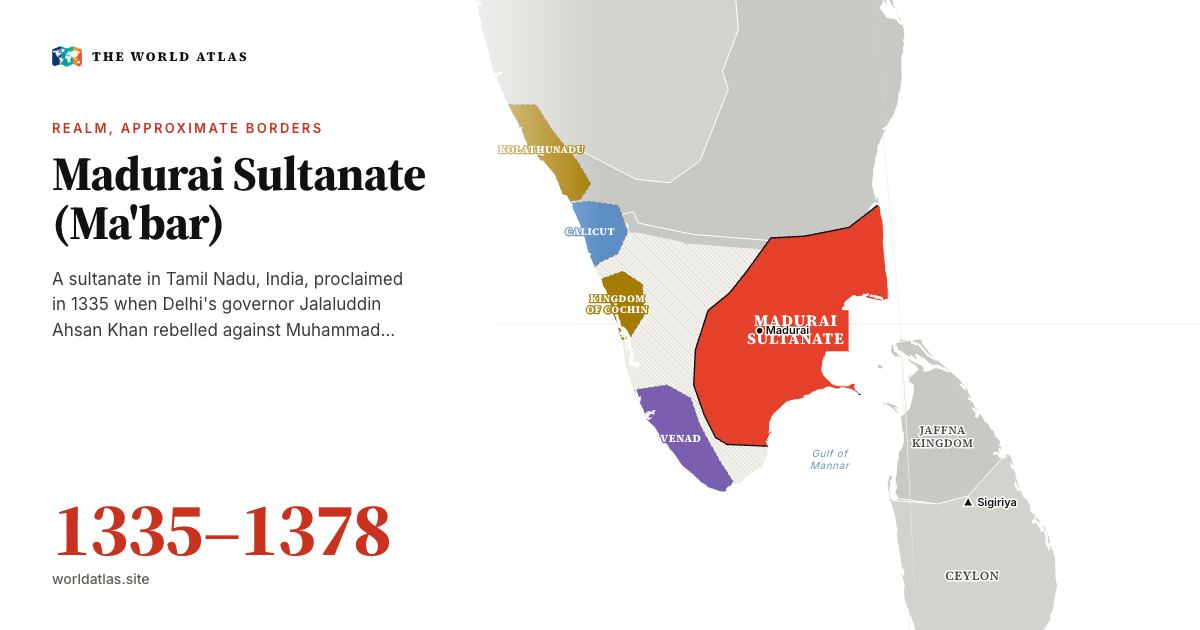 THE WORLD ATLAS
REALM, APPROXIMATE BORDERS
Madurai Sultanate
(Ma'bar)
A sultanate in Tamil Nadu, India, proclaimed
in 1335 when Delhi's governor Jalaluddin
Ahsan Khan rebelled against Muhammad...
1335–1378
worldatlas.site
KOLATHUNADU
CALICUT
KINGDOM
OF COCHIN
VENAD
MADURAI
SULTANATE
Madurai
Gulf of
Mannar
JAFFNA
KINGDOM
Sigiriya
CEYLON